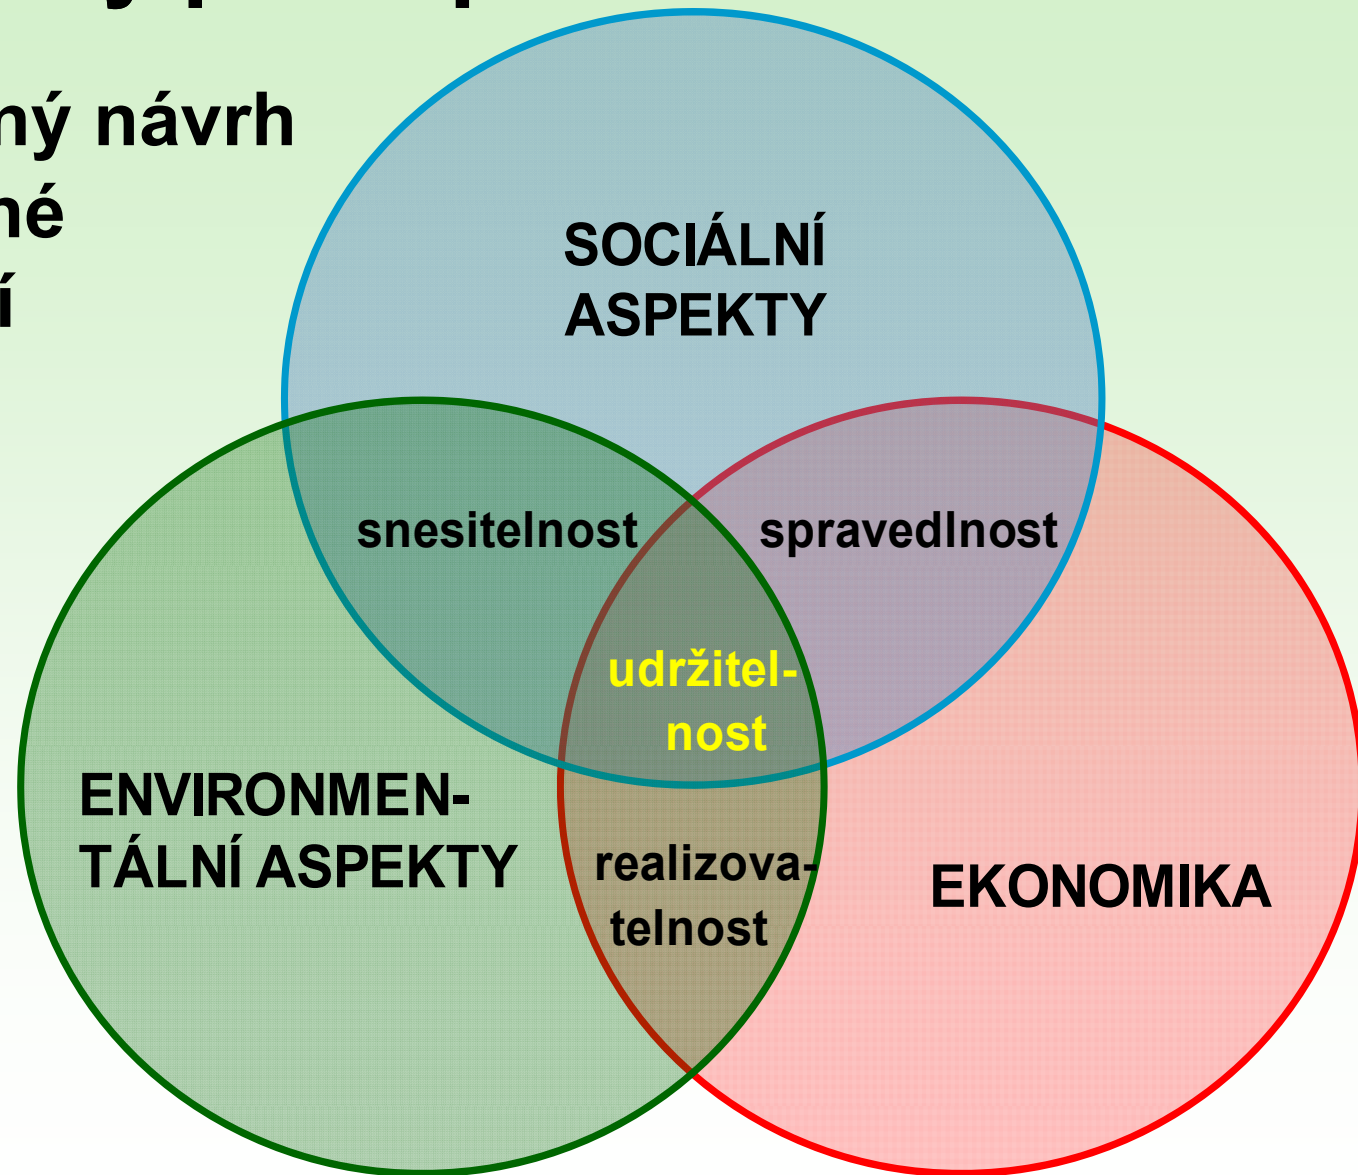 ný návrh
né
í
SOCIÁLNÍ
ASPEKTY
snesitelnost
spravedlnost
udržitel-
nost
ENVIRONMEN-
TÁLNÍ ASPEKTY
realizova-
telnost
EKONOMIKA